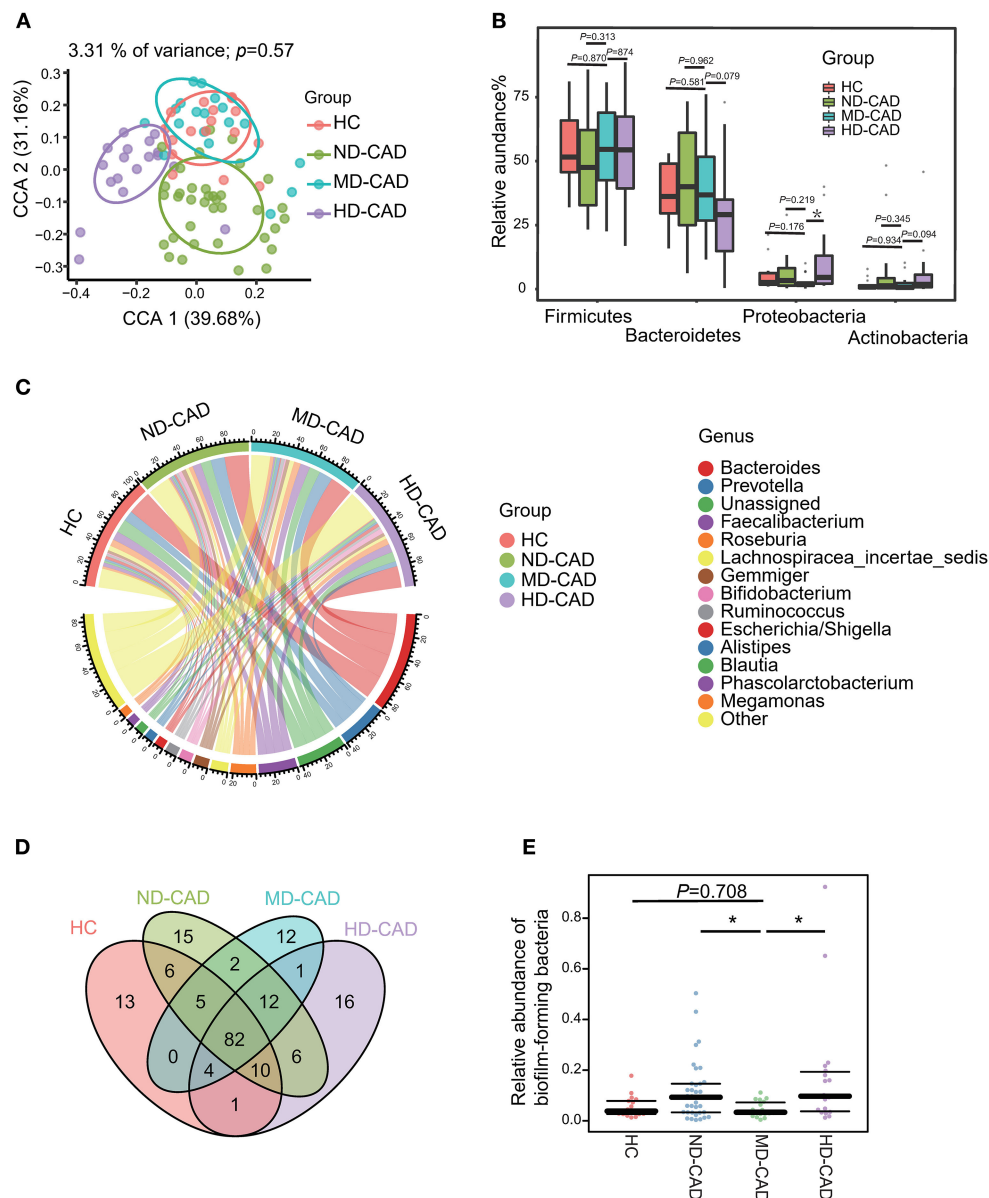 A
3.31 % of variance; p=0.57
CCA 2 (31.16%)
0.3
0.2
0.1
0.0
−0.1
−0.2
−0.3
−0.4
−0.2
0.0
0.2
CCA 1 (39.68%)
Group
HC
ND-CAD
MD-CAD
HD-CAD
B
Relative aundance%
75
50
25
0
P=0.313
P=0.870
P=874
P=0.962
P=0.581
P=0.079
P=0.219
P=0.176
*
P=0.345
P=0.934
P=0.094
Group
HC
ND-CAD
MD-CAD
HD-CAD
Firmicutes
Bacteroidetes
Proteobacteria
Actinobacteria
C
HC
ND-CAD
MD-CAD
HD-CAD
Group
HC
ND-CAD
MD-CAD
HD-CAD
Genus
Bacteroides
Prevotella
Unassigned
Faecalibacterium
Roseburia
Lachnospiracea_incertae_sedis
Gemmiger
Bifidobacterium
Ruminococcus
Escherichia/Shigella
Alistipes
Blautia
Phascolarctobacterium
Megamonas
Other
D
HC
ND-CAD
MD-CAD
HD-CAD
15
12
6
2
1
13
5
12
16
82
0
4
10
6
1
E
Relative abundance of
biofilm-forming bacteria
0.8
0.6
0.4
0.2
0.0
P=0.708
*
*
HC
ND-CAD
MD-CAD
HD-CAD